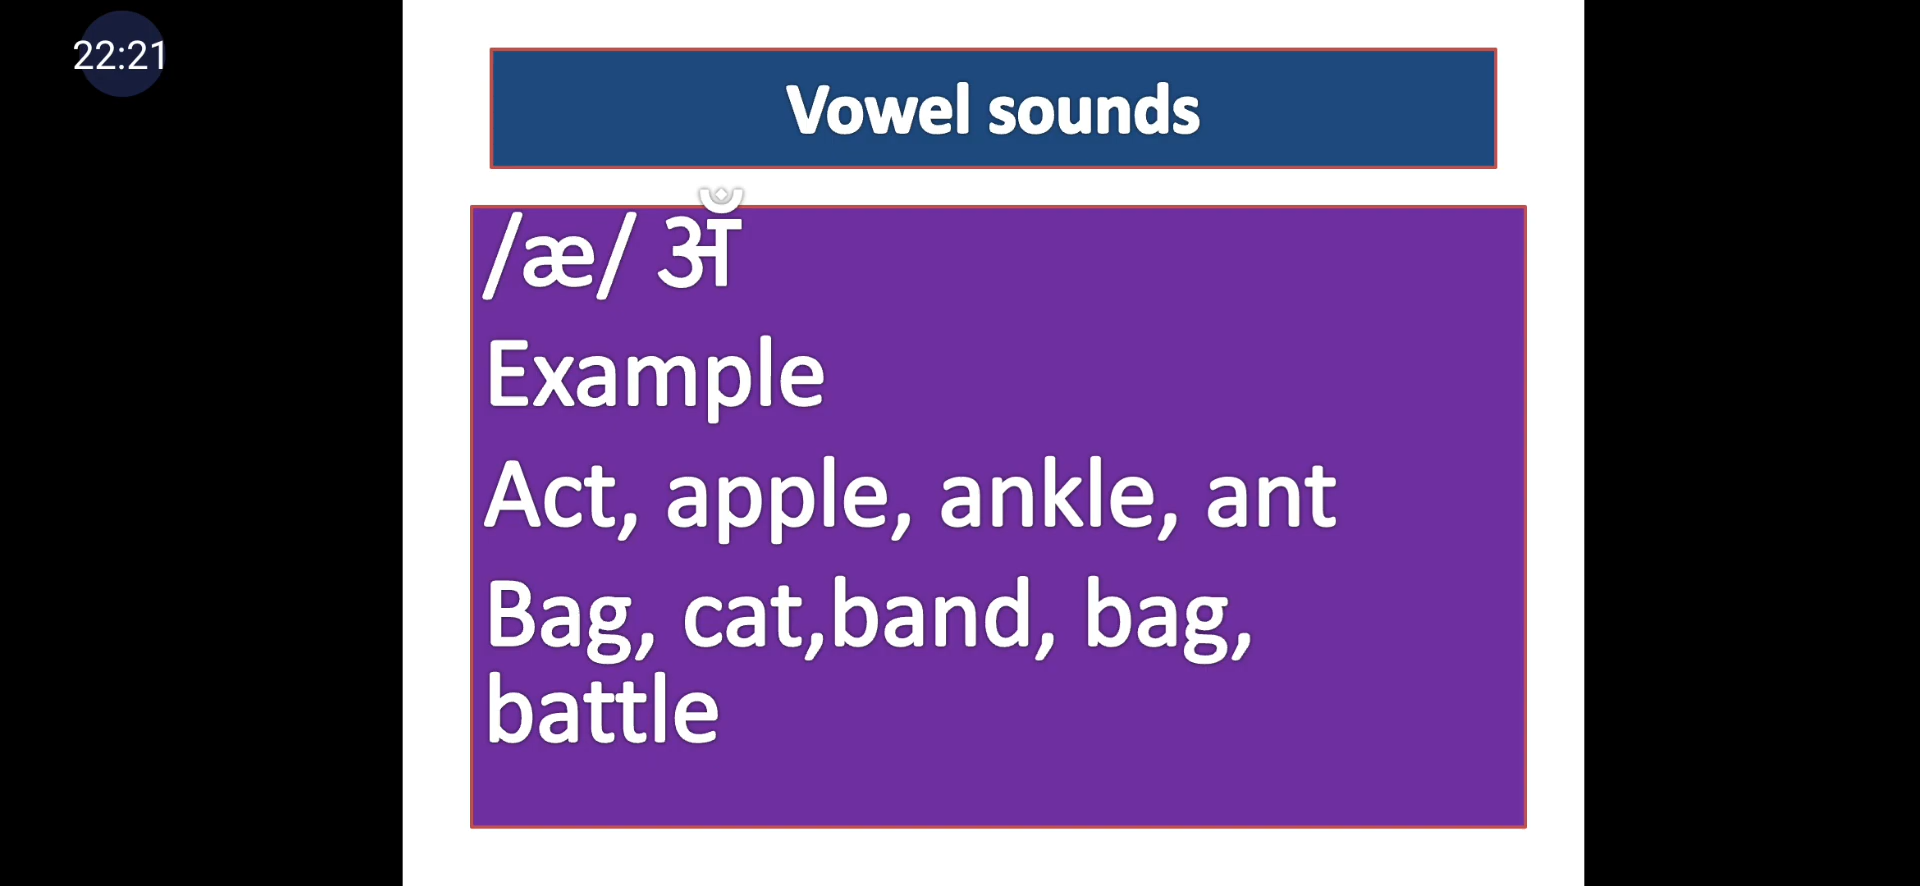 22:21
Vowel sounds
/æ/ अ‍ॅ
Example
Act, apple, ankle, ant
Bag, cat,band, bag,
battle